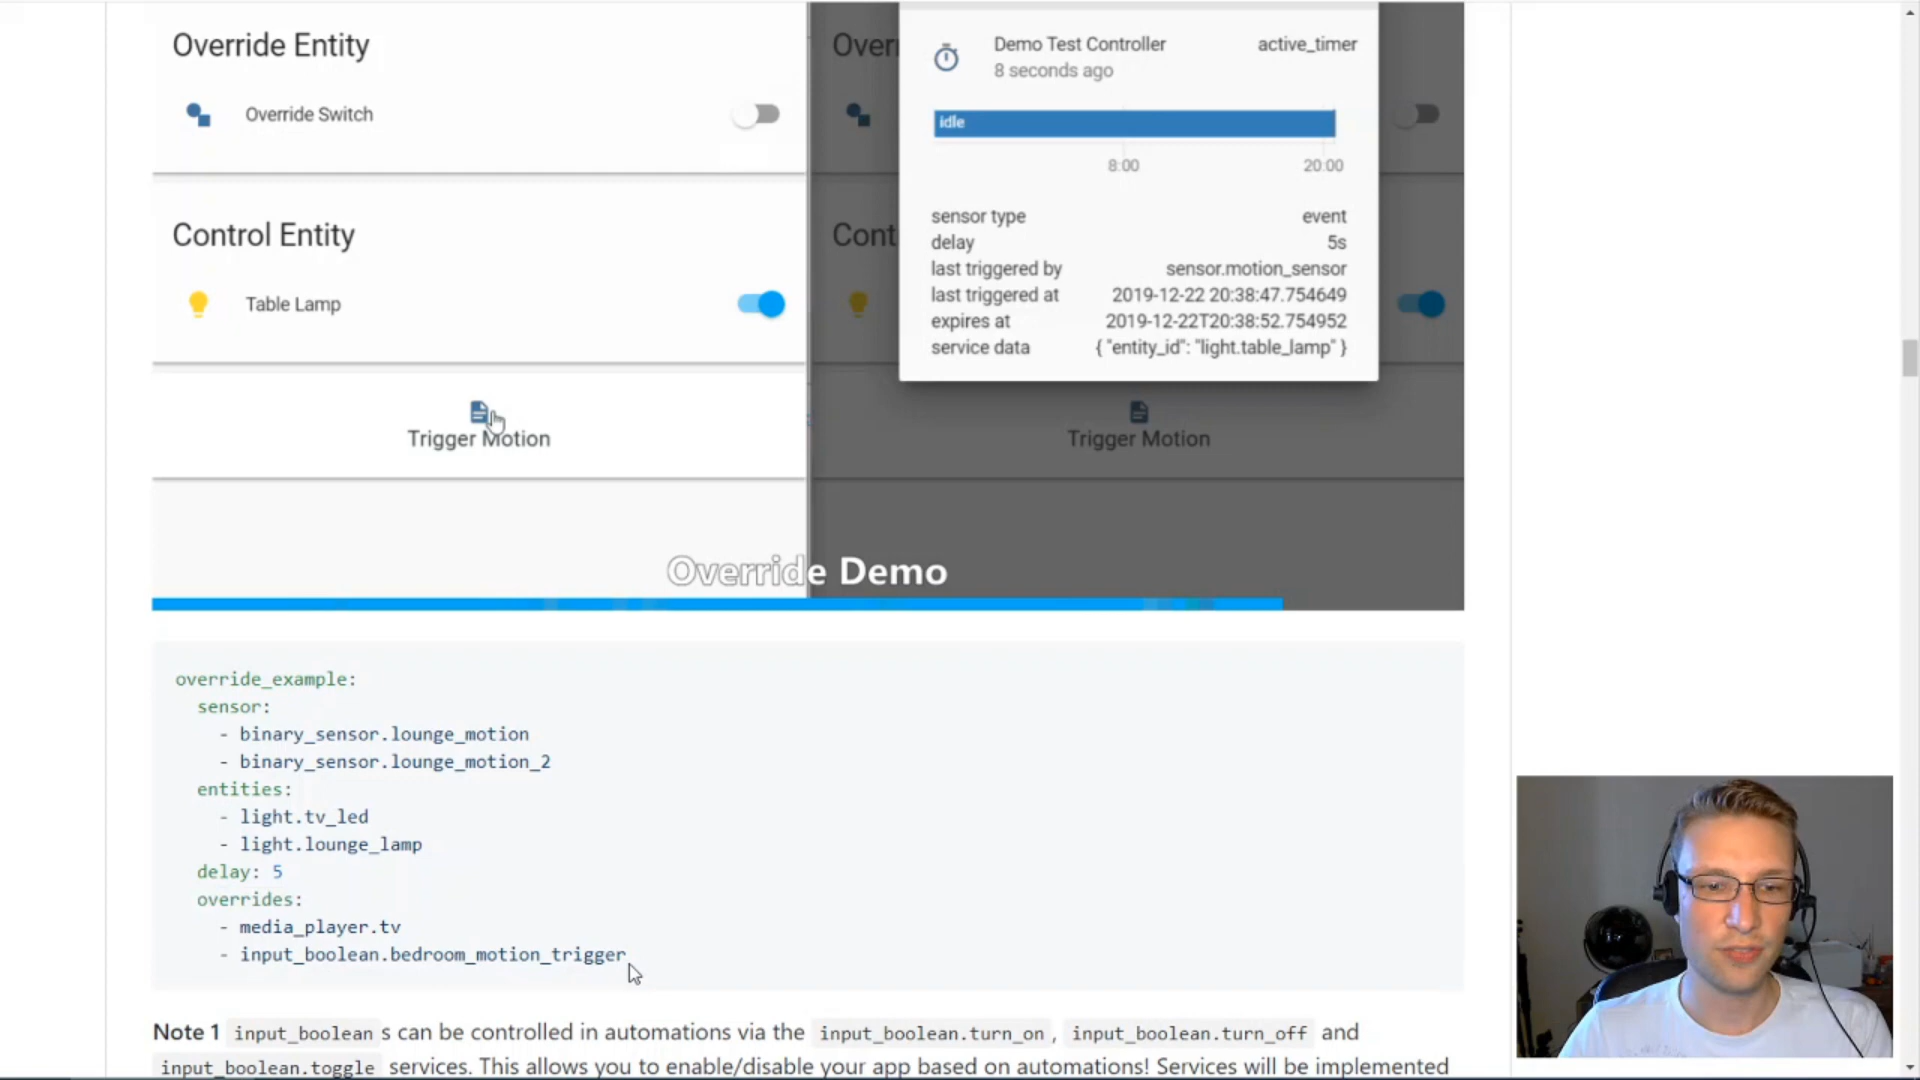 Override Entity
Override Switch
Control Entity
Table Lamp
Trigger Motion
Over
Demo Test Controller active_timer
8 seconds ago
idle
8:00 20:00
sensor type event
delay 5s
last triggered by sensor.motion_sensor
last triggered at 2019-12-22 20:38:47.754649
expires at 2019-12-22T20:38:52.754952
service data { "entity_id": "light.table_lamp" }
Cont
Trigger Motion
Override Demo
override_example:
sensor:
- binary_sensor.lounge_motion
- binary_sensor.lounge_motion_2
entities:
- light.tv_led
- light.lounge_lamp
delay: 5
overrides:
- media_player.tv
- input_boolean.bedroom_motion_trigger
Note 1 input_boolean s can be controlled in automations via the input_boolean.turn_on , input_boolean.turn_off and
input_boolean.toggle services. This allows you to enable/disable your app based on automations! Services will be implemented